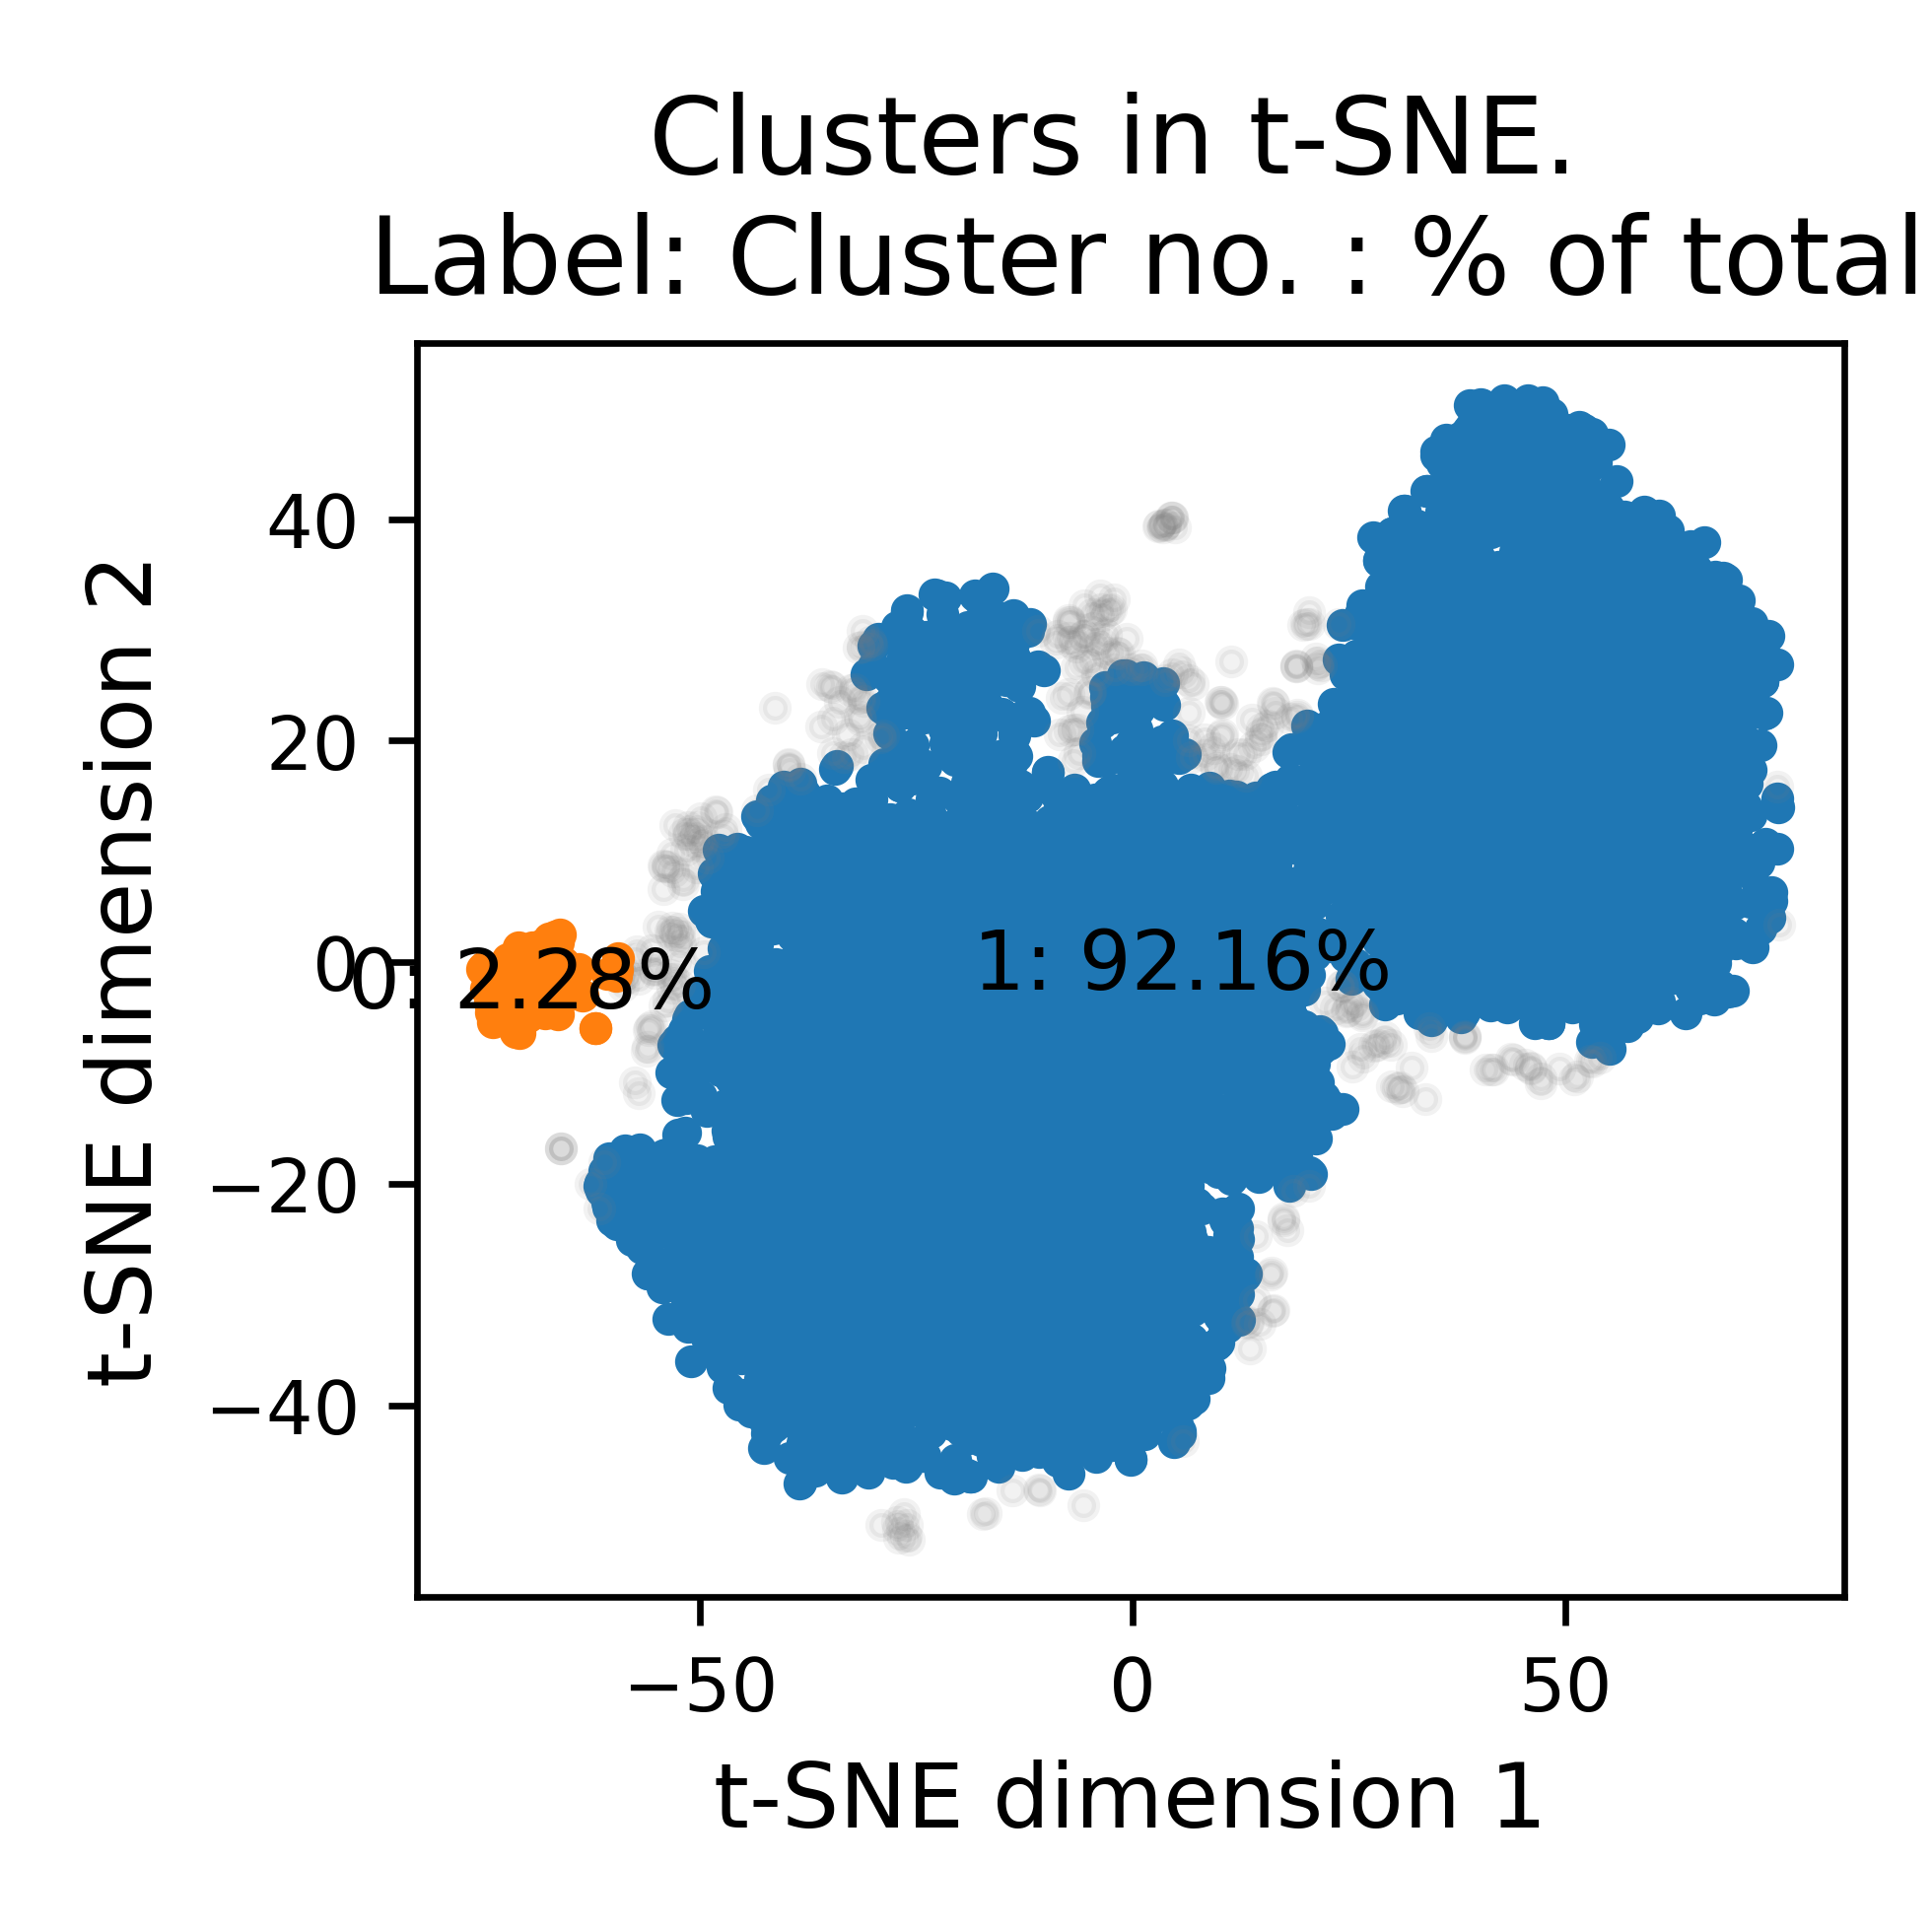 Clusters in t-SNE.
Label: Cluster no. : % of total
t-SNE dimension 2
40
20
0
−20
−40
0: 2.28%
1: 92.16%
−50
0
50
t-SNE dimension 1